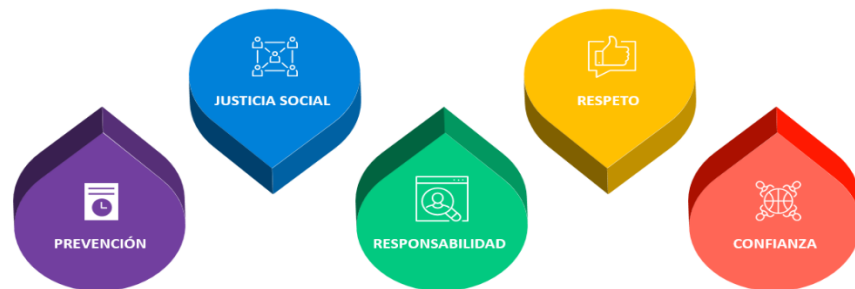 JUSTICIA SOCIAL
RESPETO
PREVENCIÓN
RESPONSABILIDAD
CONFIANZA